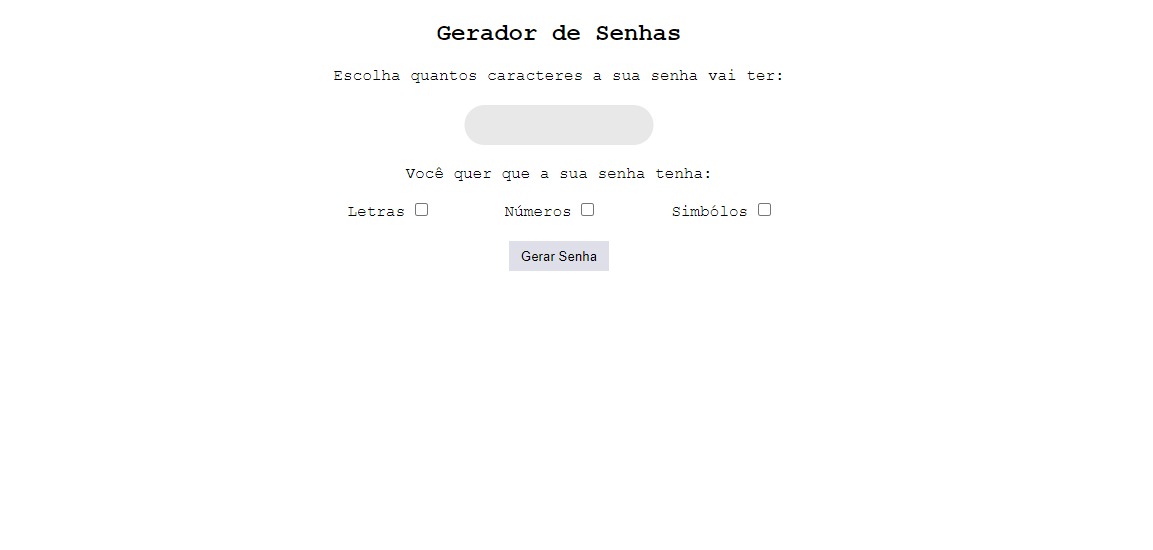 Gerador de Senhas
Escolha quantos caracteres a sua senha vai ter:
Você quer que a sua senha tenha:
Letras Números Simbólos
Gerar Senha